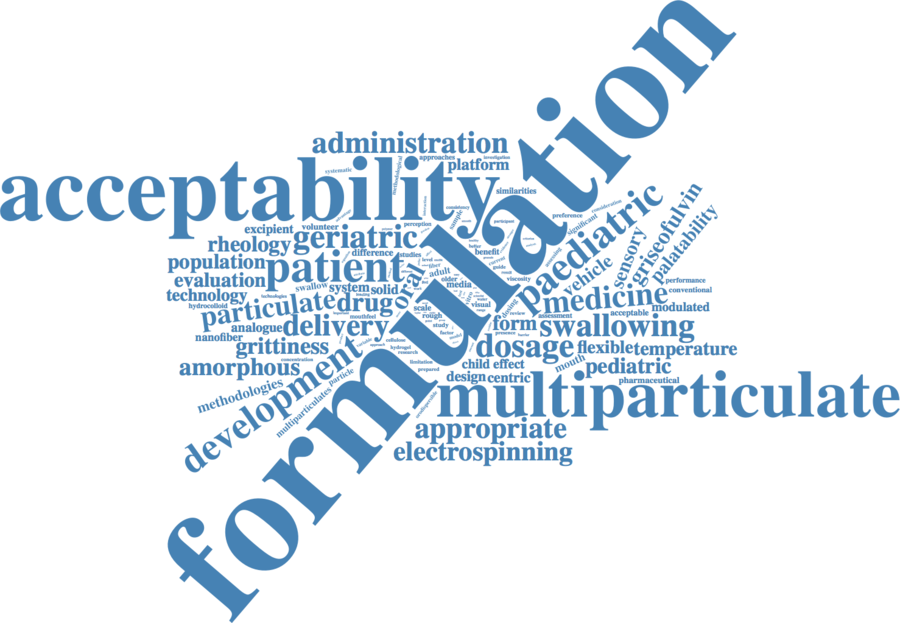 formulation
administration
approaches
investigation
systematic
methodological
platform
acceptability
similarities
consistency
sample
participant
preference
consideration
significant
paediatric
griseofulvin
palatability
sensory
vehicle
excipient
volunteer
perception
geriatric
rheology
difference
studies
benefit
population
patient
oral
level
adult
older
media
guide
viscosity
evaluation
swallow
system
solid
technology
technologies
hydrocolloid
particulate
drug
scale
rough
visual
dosing
review
medicine
performance
conventional
modulated
acceptable
assessment
nanofiber
analogue
delivery
mouthfeel
study
factor
form
swallowing
grittiness
cellulose
hydrogel
research
dosage
flexible
temperature
amorphous
concentration
limitation
prepared
child
effect
mouth
pediatric
design
centric
pharmaceutical
methodologies
development
multiparticulates
particle
multiparticulate
appropriate
electrospinning